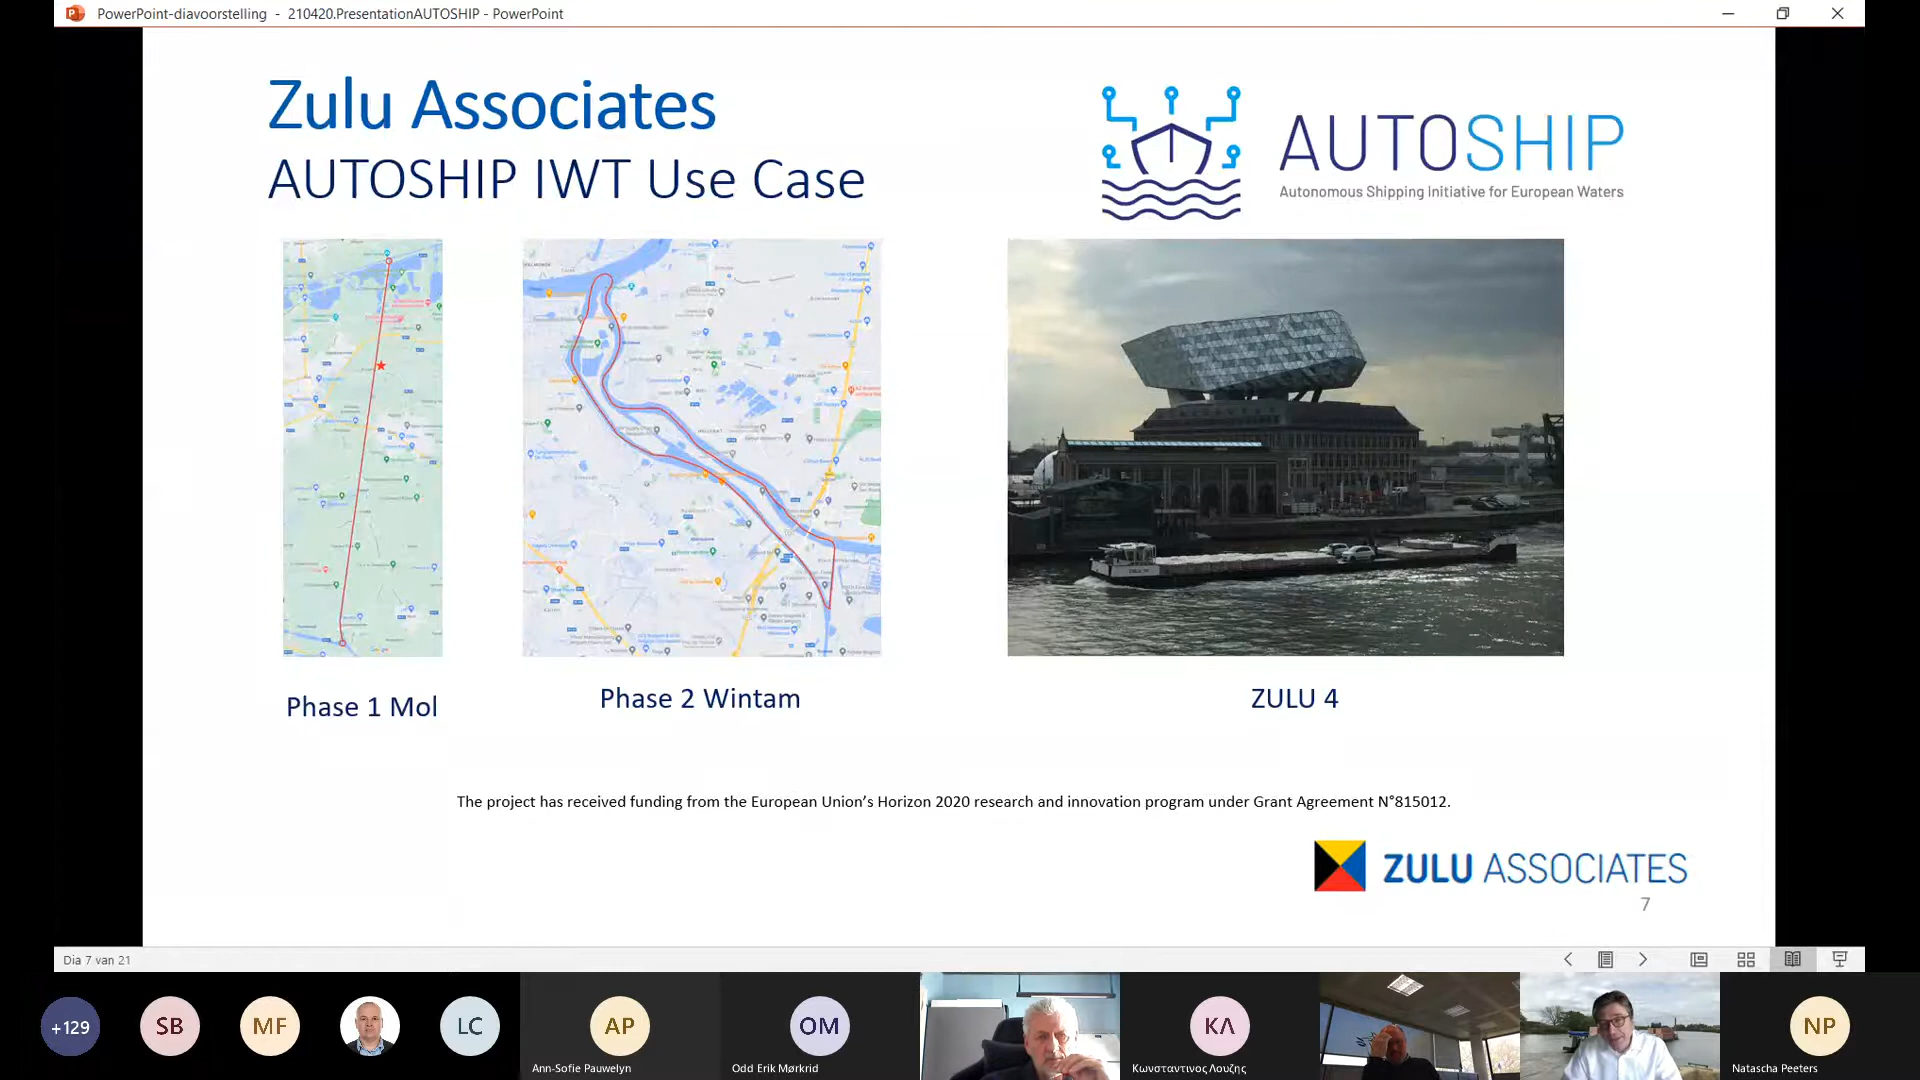 PowerPoint-diavoorstelling - 210420.PresentationAUTOSHIP - PowerPoint
Zulu Associates
AUTOSHIP IWT Use Case
AUTOSHIP
Autonomous Shipping Initiative for European Waters
Phase 1 Mol
Phase 2 Wintam
ZULU 4
The project has received funding from the European Union’s Horizon 2020 research and innovation program under Grant Agreement N°815012.
ZULU ASSOCIATES
7
Dia 7 van 21
+129
SB
MF
LC
AP
OM
ΚΛ
NP
Ann-Sofie Pauwelyn
Odd Erik Mørkrid
Κωνσταντινος Λουζης
Natascha Peeters